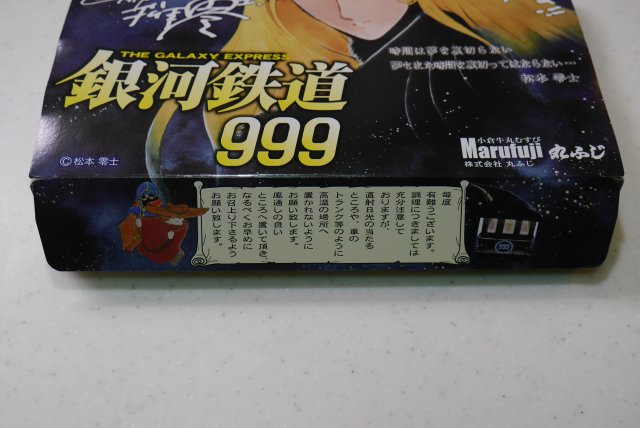 時間は夢を裏切らない
夢もまた時間を裏切ってはならない…
松本 零士
THE GALAXY EXPRESS
銀河鉄道
999
©松本 零士
小倉牛丸むすび
Marufuji 丸ふじ
株式会社 丸ふじ
毎度
有難うございます。
調理につきましては
充分注意して
おりますが、
直射日光の当たる
ところや、車の
トランク等のように
高温の場所へ
置かれないように
お願い致します。
風通しの良い
ところへ置いて頂き、
なるべくお早めに
お召上り下さるよう
お願い致します。
999